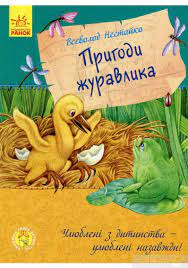 РАНОК
Всеволод Нестайко
Пригоди
журавлика
Улюблені з дитинства –
улюблені назавжди!